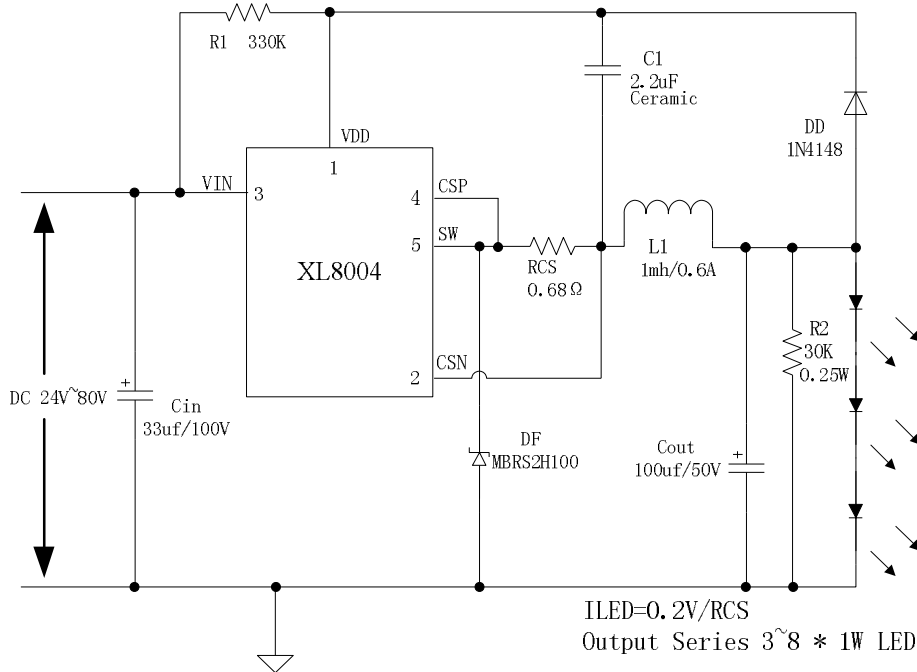 R1 330K
C1
2.2uF
Ceramic
VDD
1
DD
1N4148
VIN
3
4
CSP
5
SW
XL8004
RCS
0.68Ω
L1
1mh/0.6A
2
CSN
R2
30K
0.25W
DC 24V~80V
+
Cin
33uf/100V
DF
MBRS2H100
Cout
100uf/50V
+
ILED=0.2V/RCS
Output Series 3~8 * 1W LED